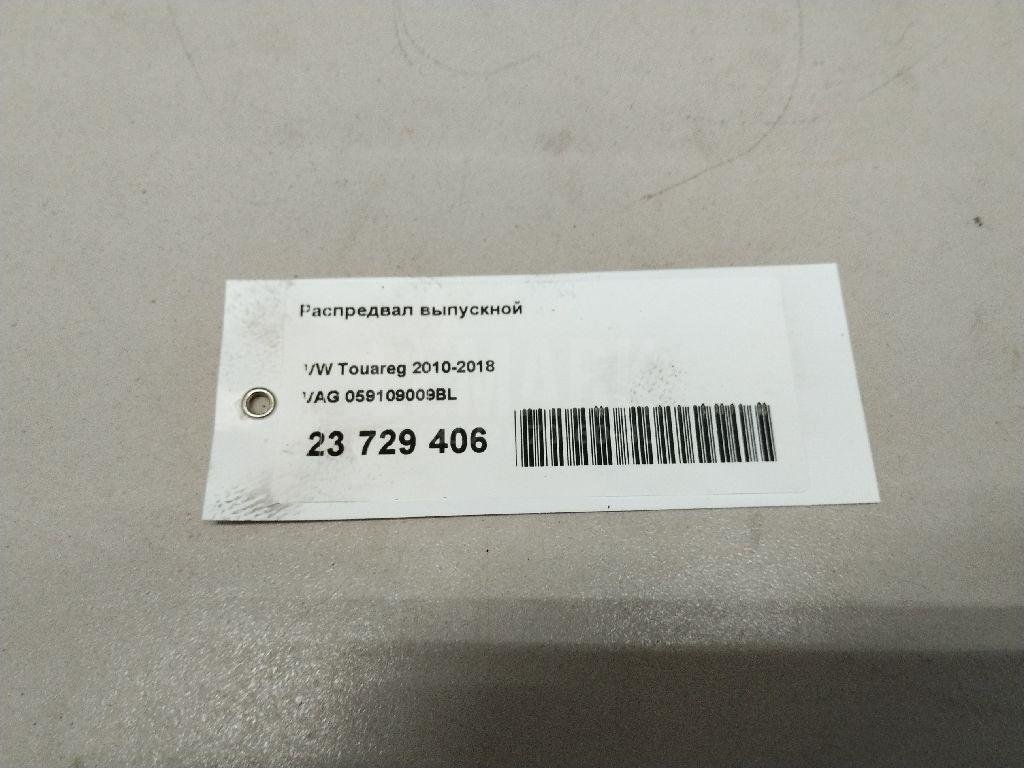 Распредвал выпускной
VW Touareg 2010-2018
VAG 059109009BL
23 729 406